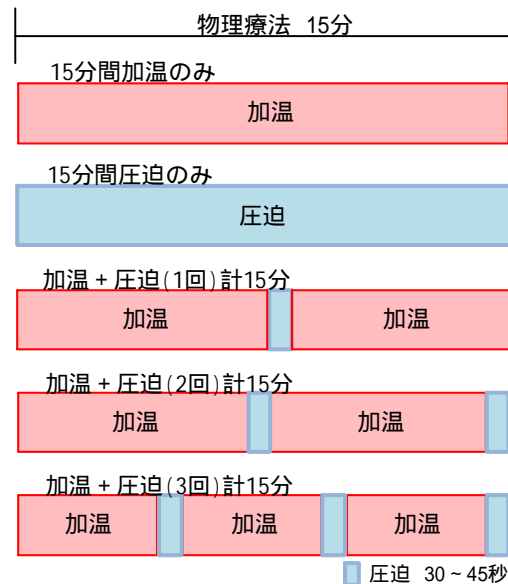 物理療法 15分
15分間加温のみ
加温
15分間圧迫のみ
圧迫
加温+圧迫(1回)計15分
加温 加温
加温+圧迫(2回)計15分
加温 加温
加温+圧迫(3回)計15分
加温 加温 加温
圧迫 30~45秒